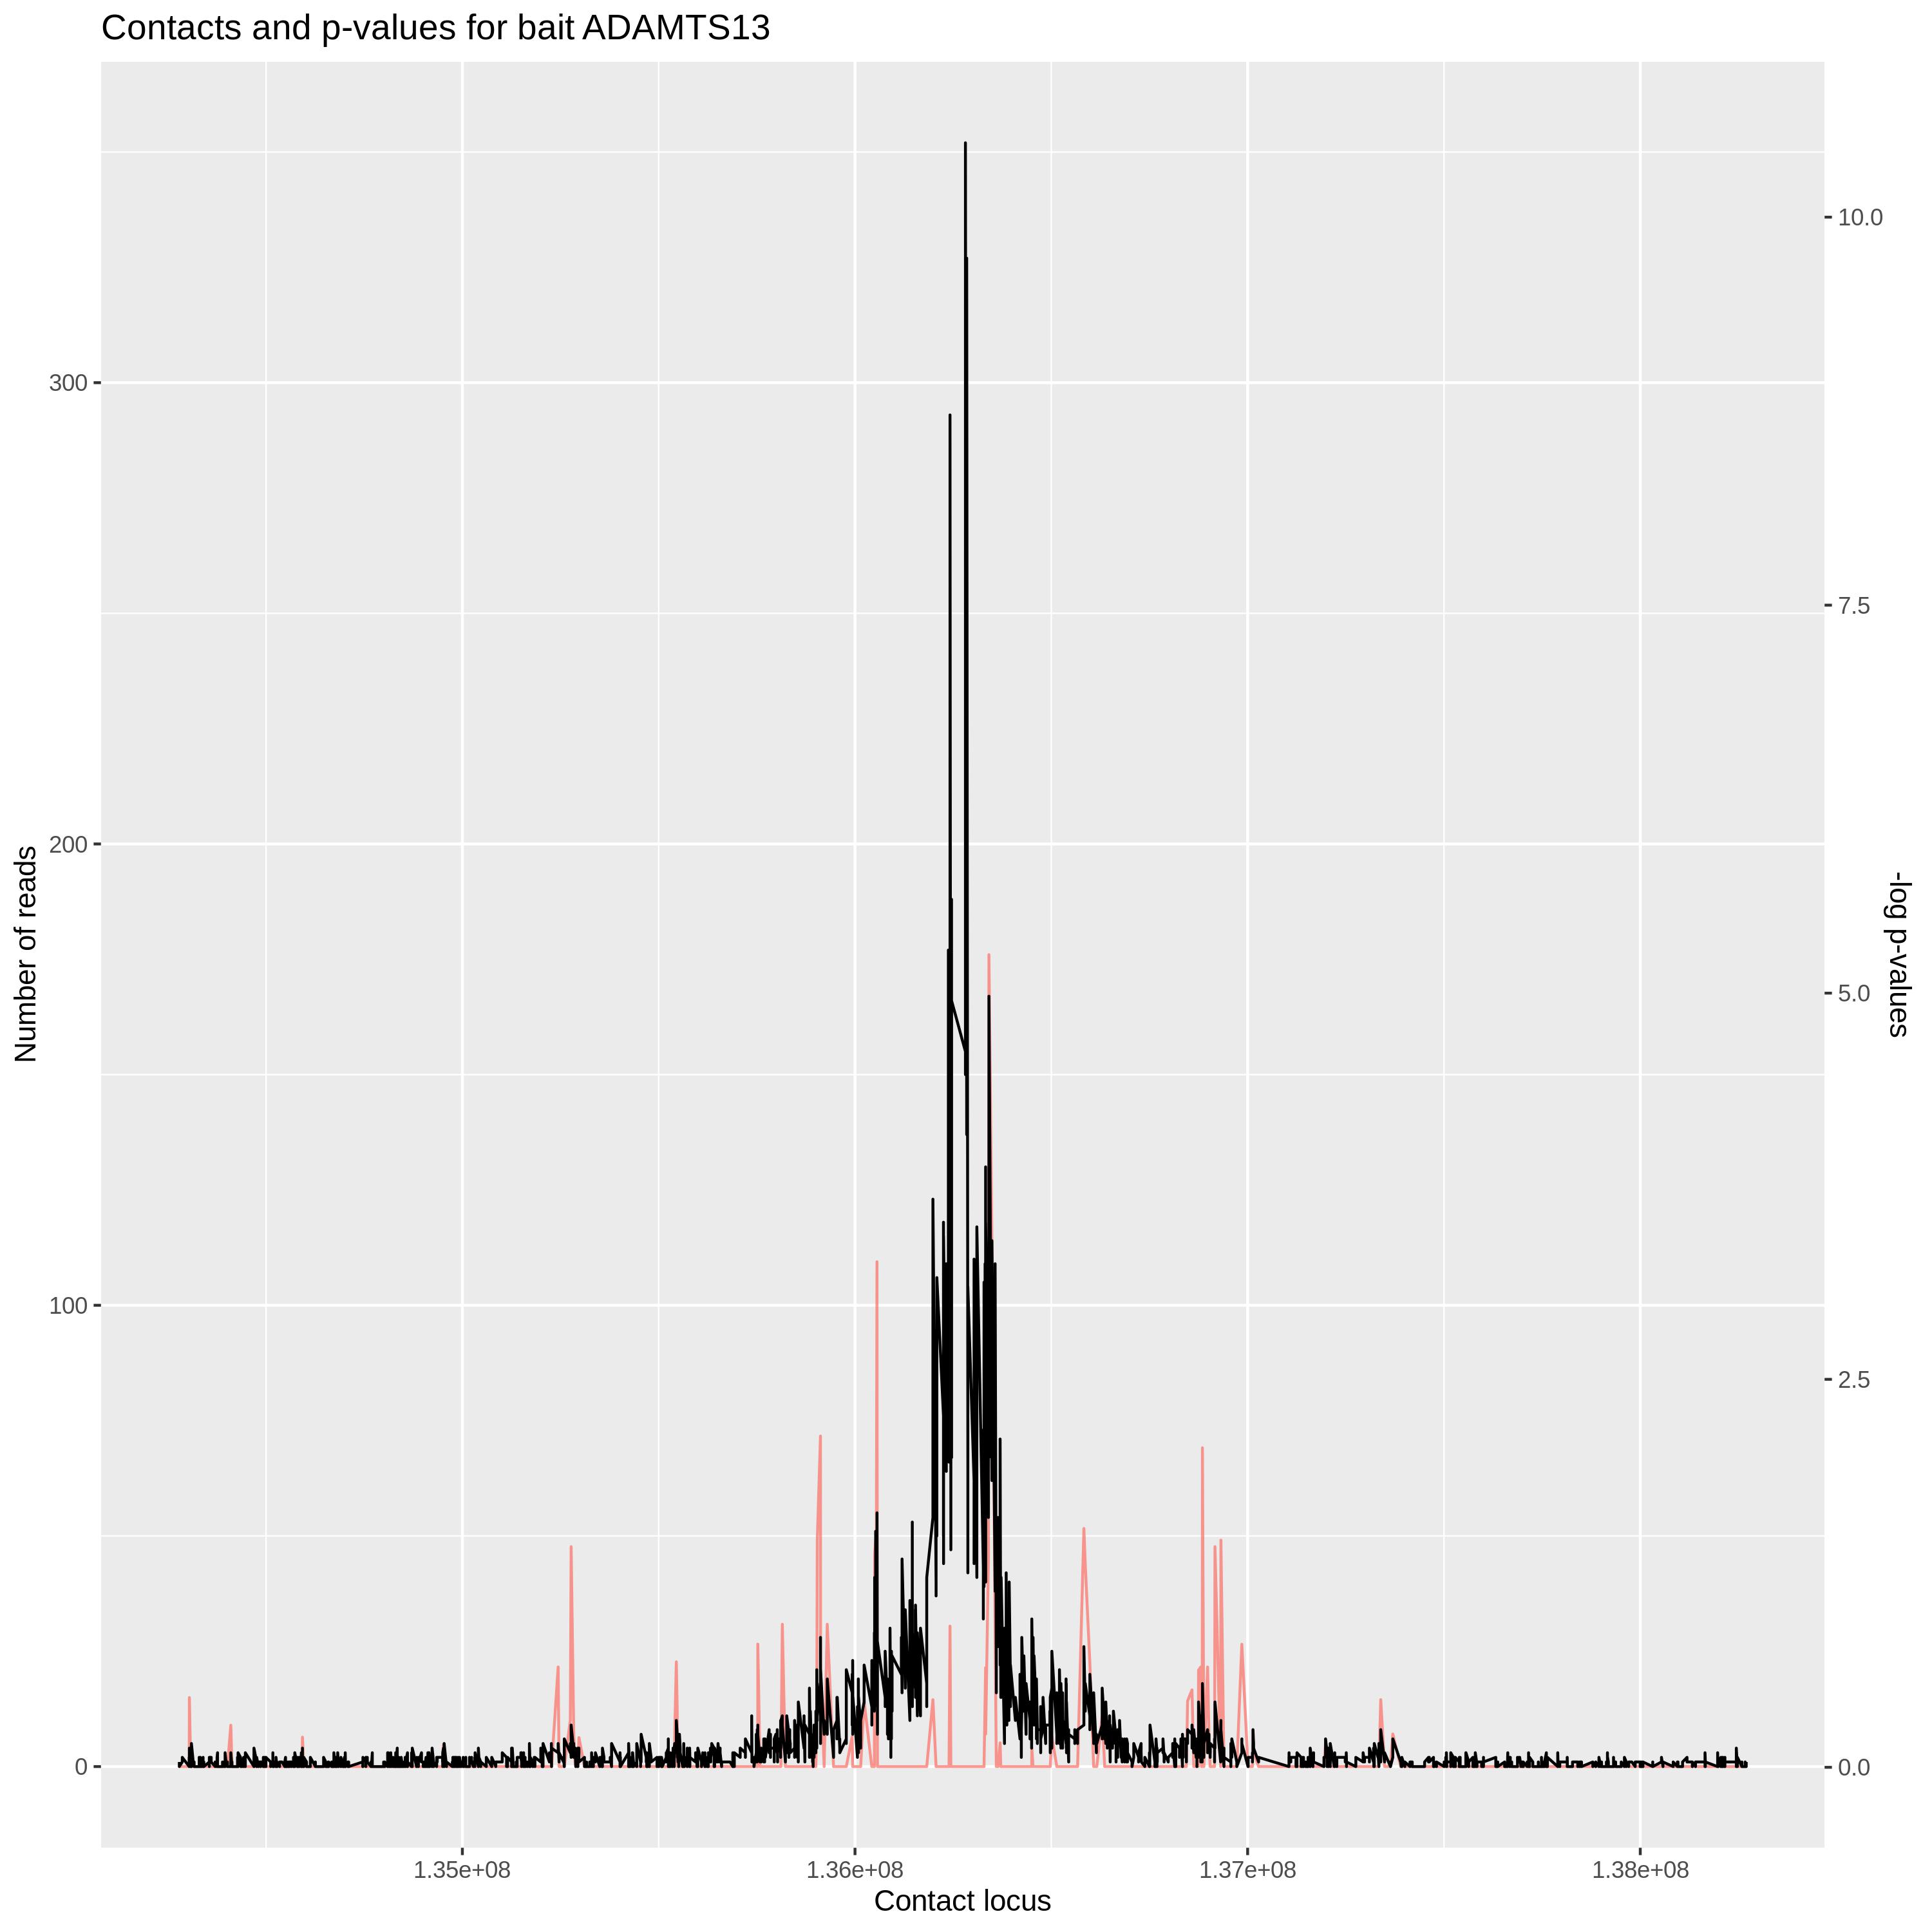 Contacts and p-values for bait ADAMTS13
300
200
100
0
Number of reads
10.0
7.5
5.0
2.5
0.0
-log p-values
1.35e+08
1.36e+08
1.37e+08
1.38e+08
Contact locus